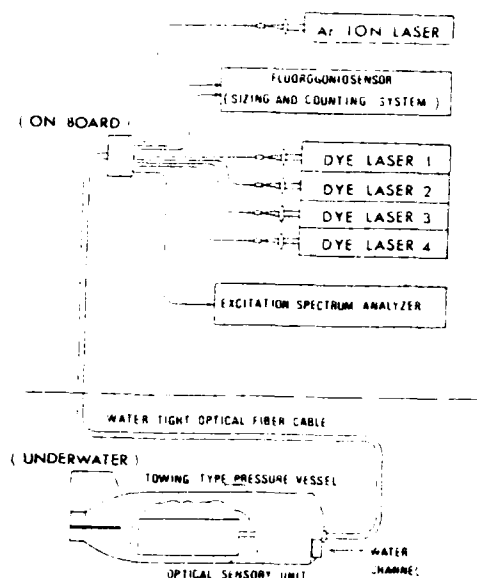 Ar ION LASER
FLUOROGONIOSENSOR
( SIZING AND COUNTING SYSTEM )
( ON BOARD )
DYE LASER 1
DYE LASER 2
DYE LASER 3
DYE LASER 4
EXCITATION SPECTRUM ANALYZER
WATER TIGHT OPTICAL FIBER CABLE
( UNDERWATER )
TOWING TYPE PRESSURE VESSEL
WATER
CHANNEL
OPTICAL SENSORY UNIT